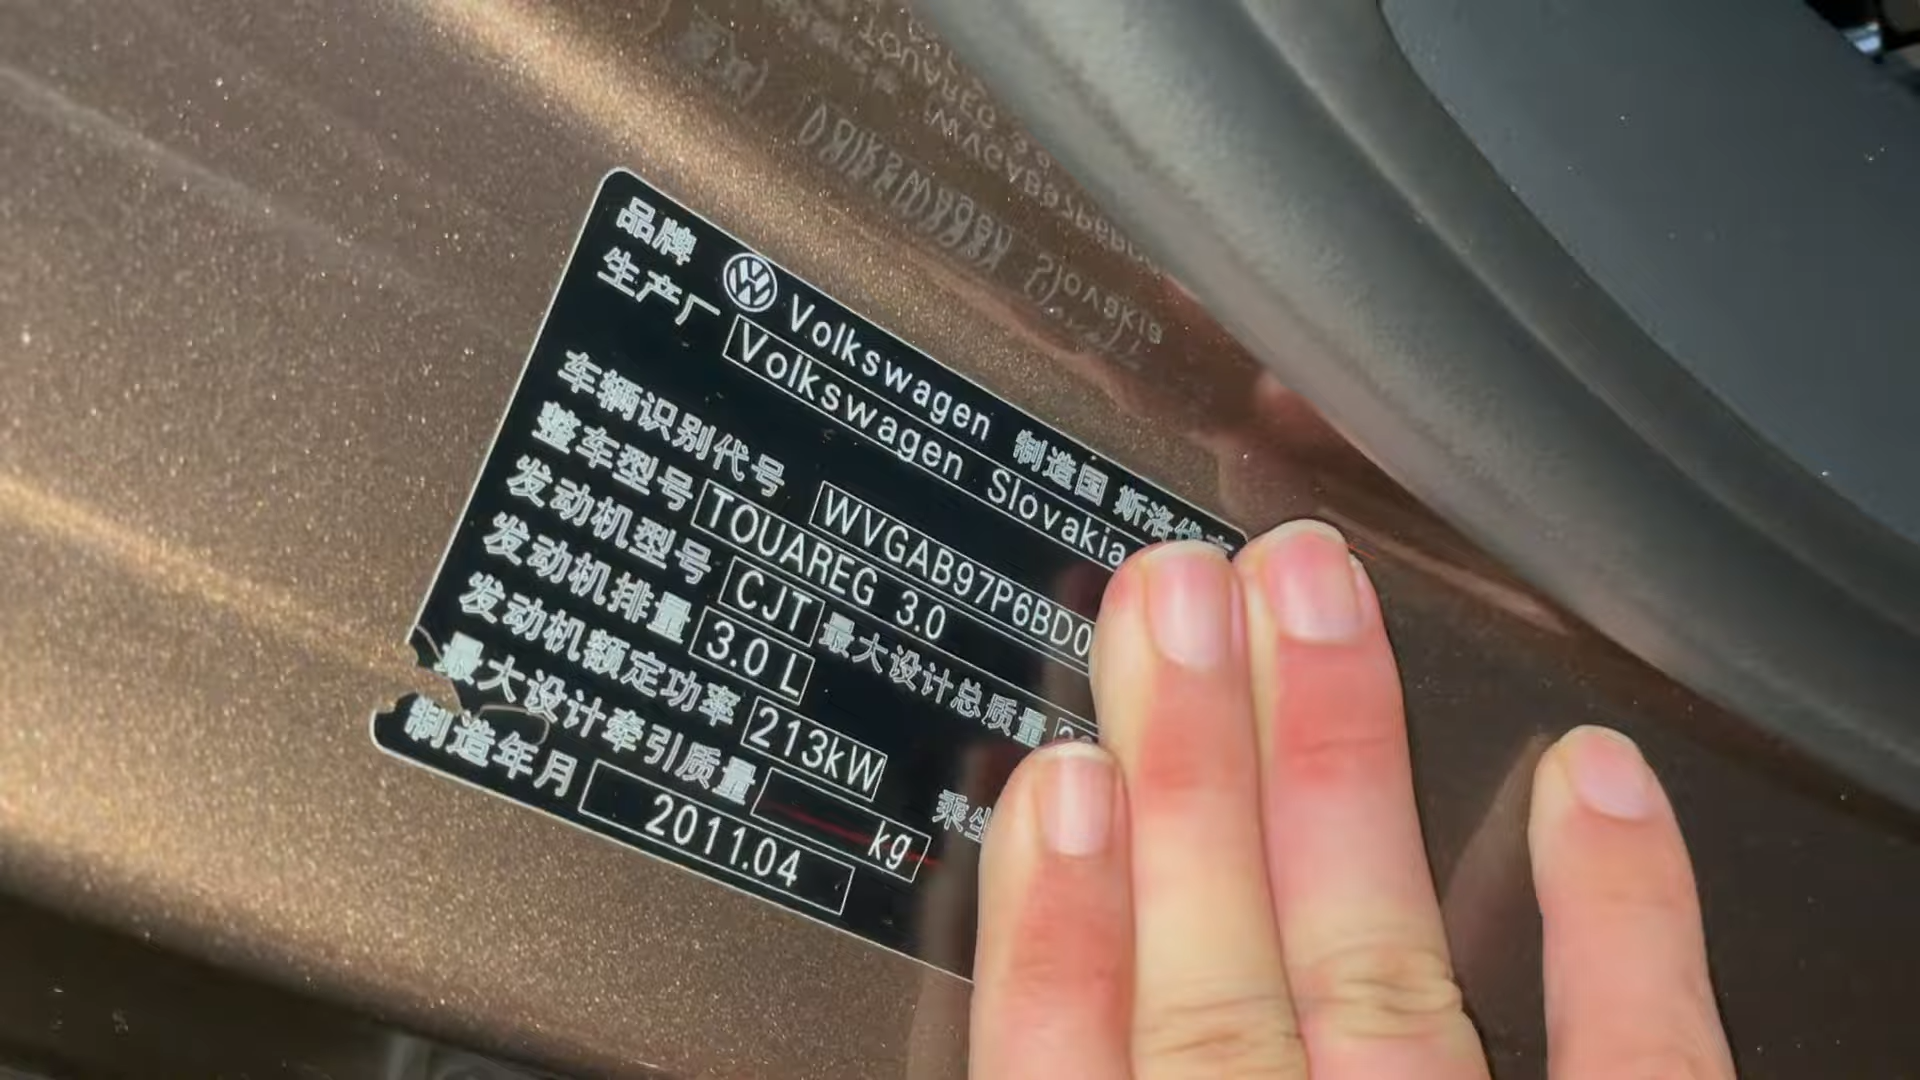 品牌 Volkswagen 制造国 斯洛伐克
生产厂 Volkswagen Slovakia
车辆识别代号 WVGAB97P6BD0
整车型号 TOUAREG 3.0
发动机型号 CJT 最大设计总质量
发动机排量 3.0 L
发动机额定功率 213kW 乘坐
最大设计牵引质量 kg
制造年月 2011.04